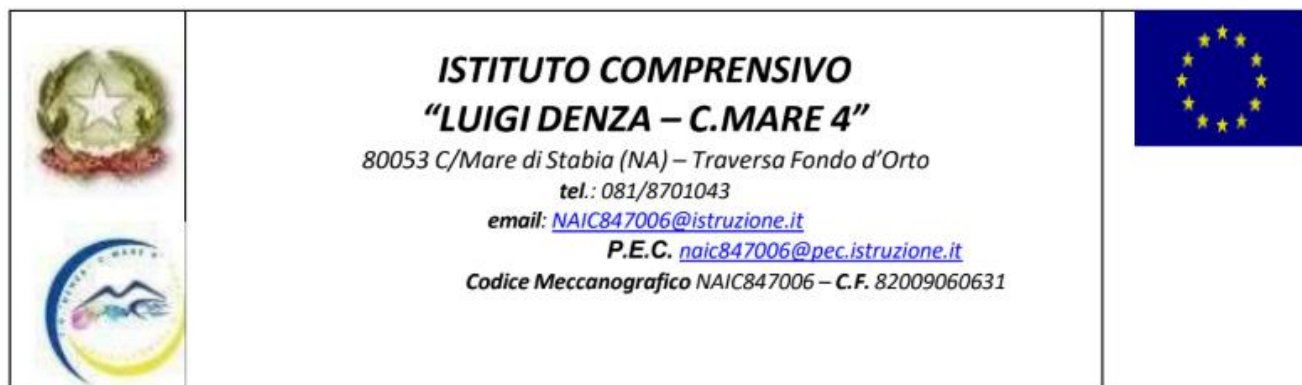 ISTITUTO COMPRENSIVO
“LUIGI DENZA – C.MARE 4”
80053 C/Mare di Stabia (NA) – Traversa Fondo d’Orto
tel.: 081/8701043
email: NAIC847006@istruzione.it
P.E.C. naic847006@pec.istruzione.it
Codice Meccanografico NAIC847006 – C.F. 82009060631